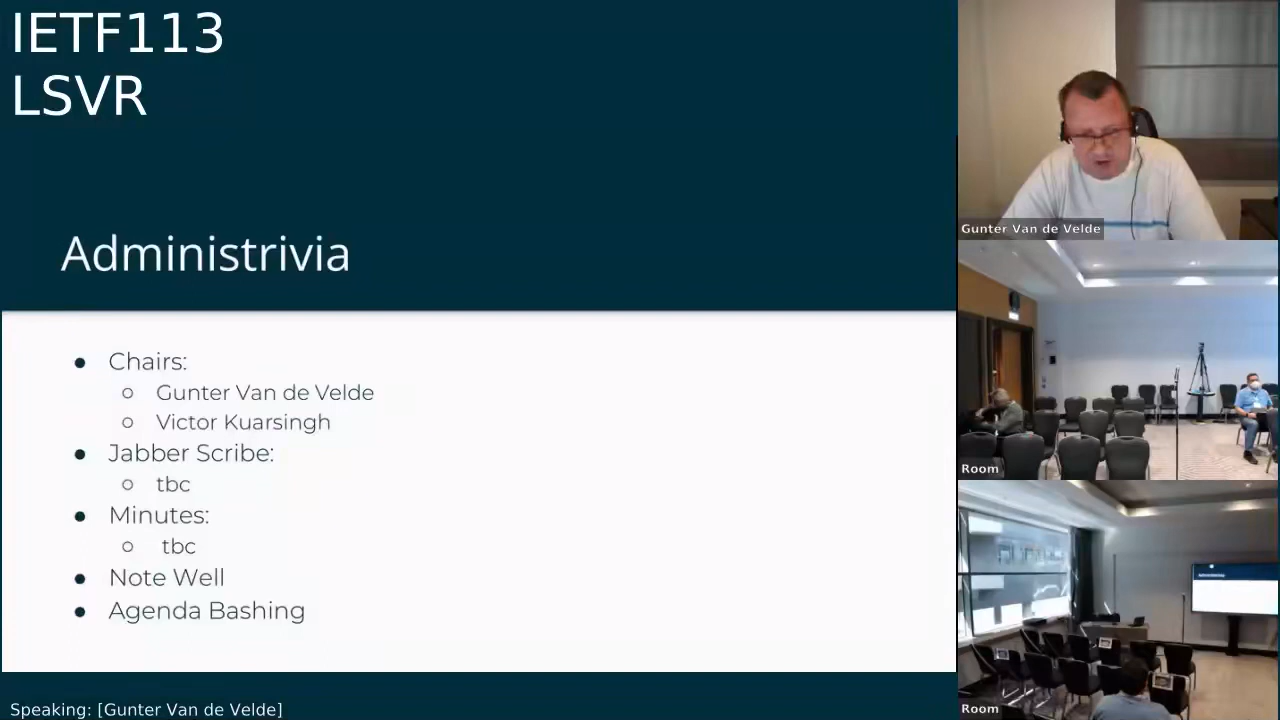 IETF113
LSVR
Administrivia
Chairs:
Gunter Van de Velde
Victor Kuarsingh
Jabber Scribe:
tbc
Minutes:
tbc
Note Well
Agenda Bashing
Speaking: [Gunter Van de Velde]
Gunter Van de Velde
Room
Administrivia
Room